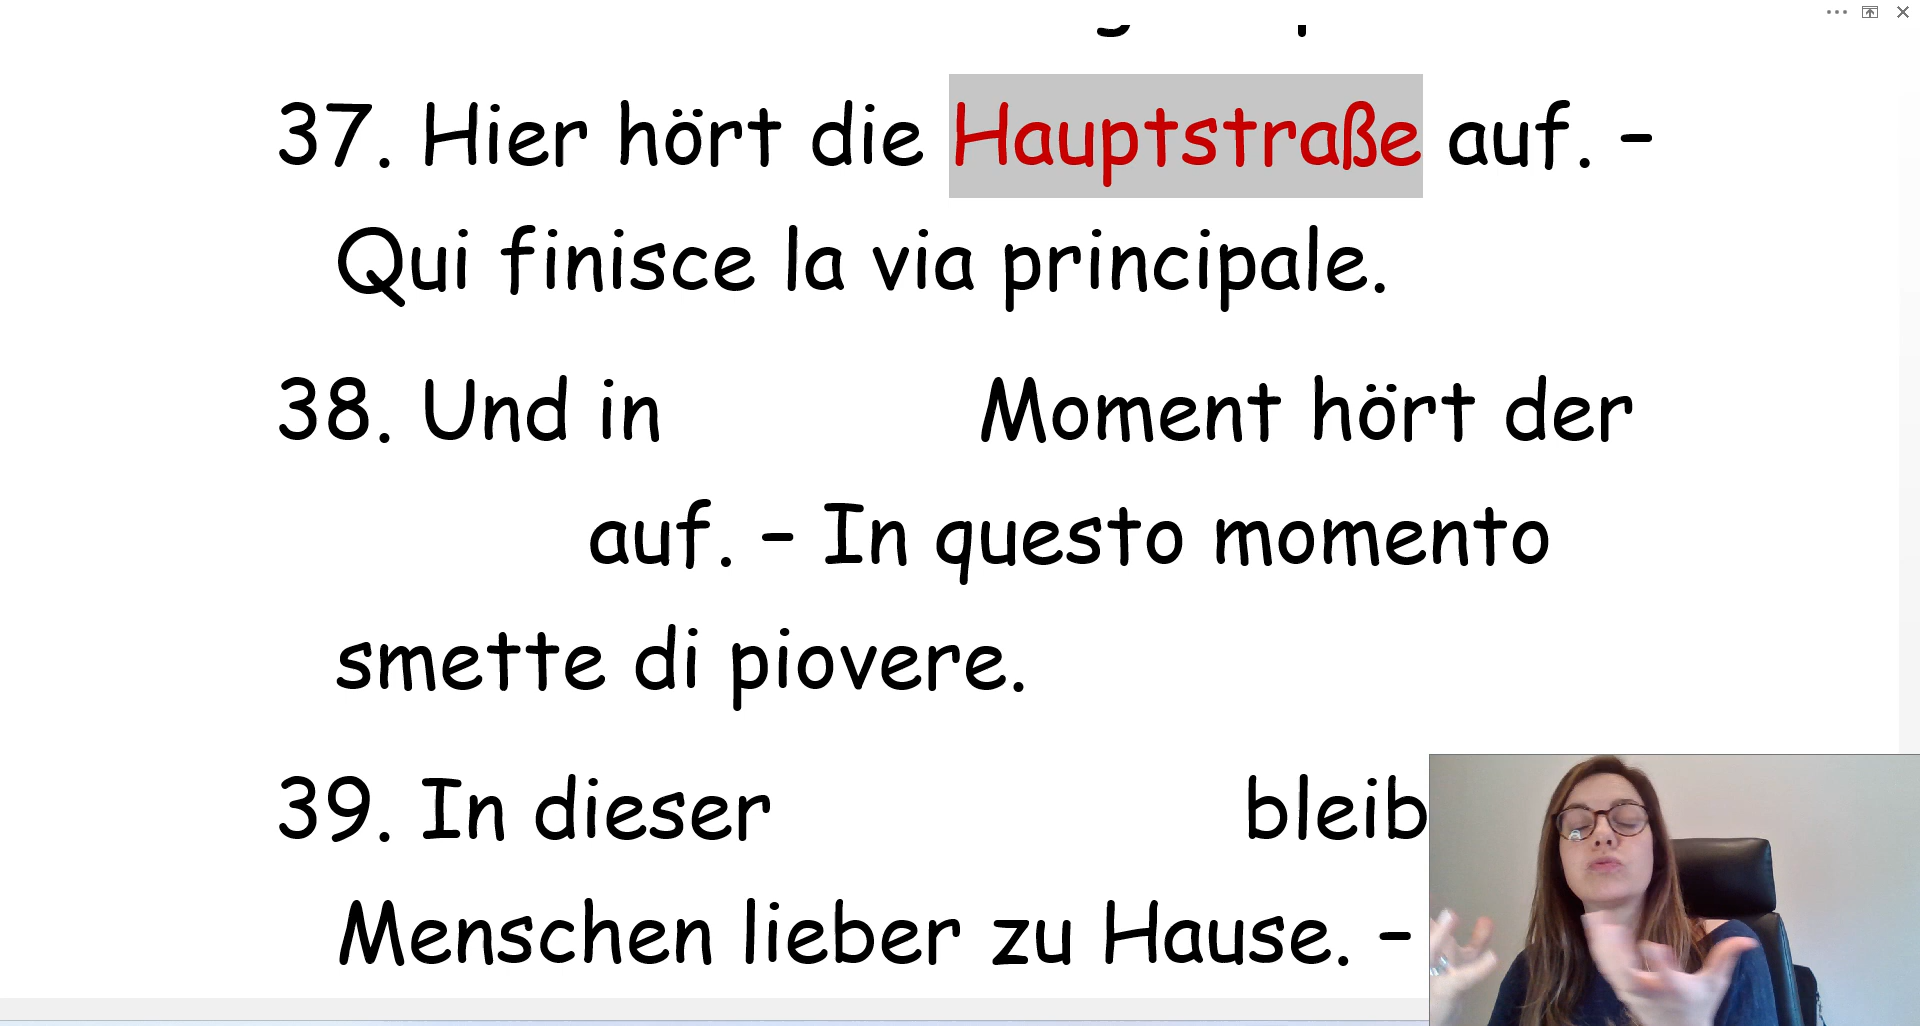 37. Hier hört die Hauptstraße auf. –
Qui finisce la via principale.
38. Und in Moment hört der
auf. – In questo momento
smette di piovere.
39. In dieser bleib
Menschen lieber zu Hause. –